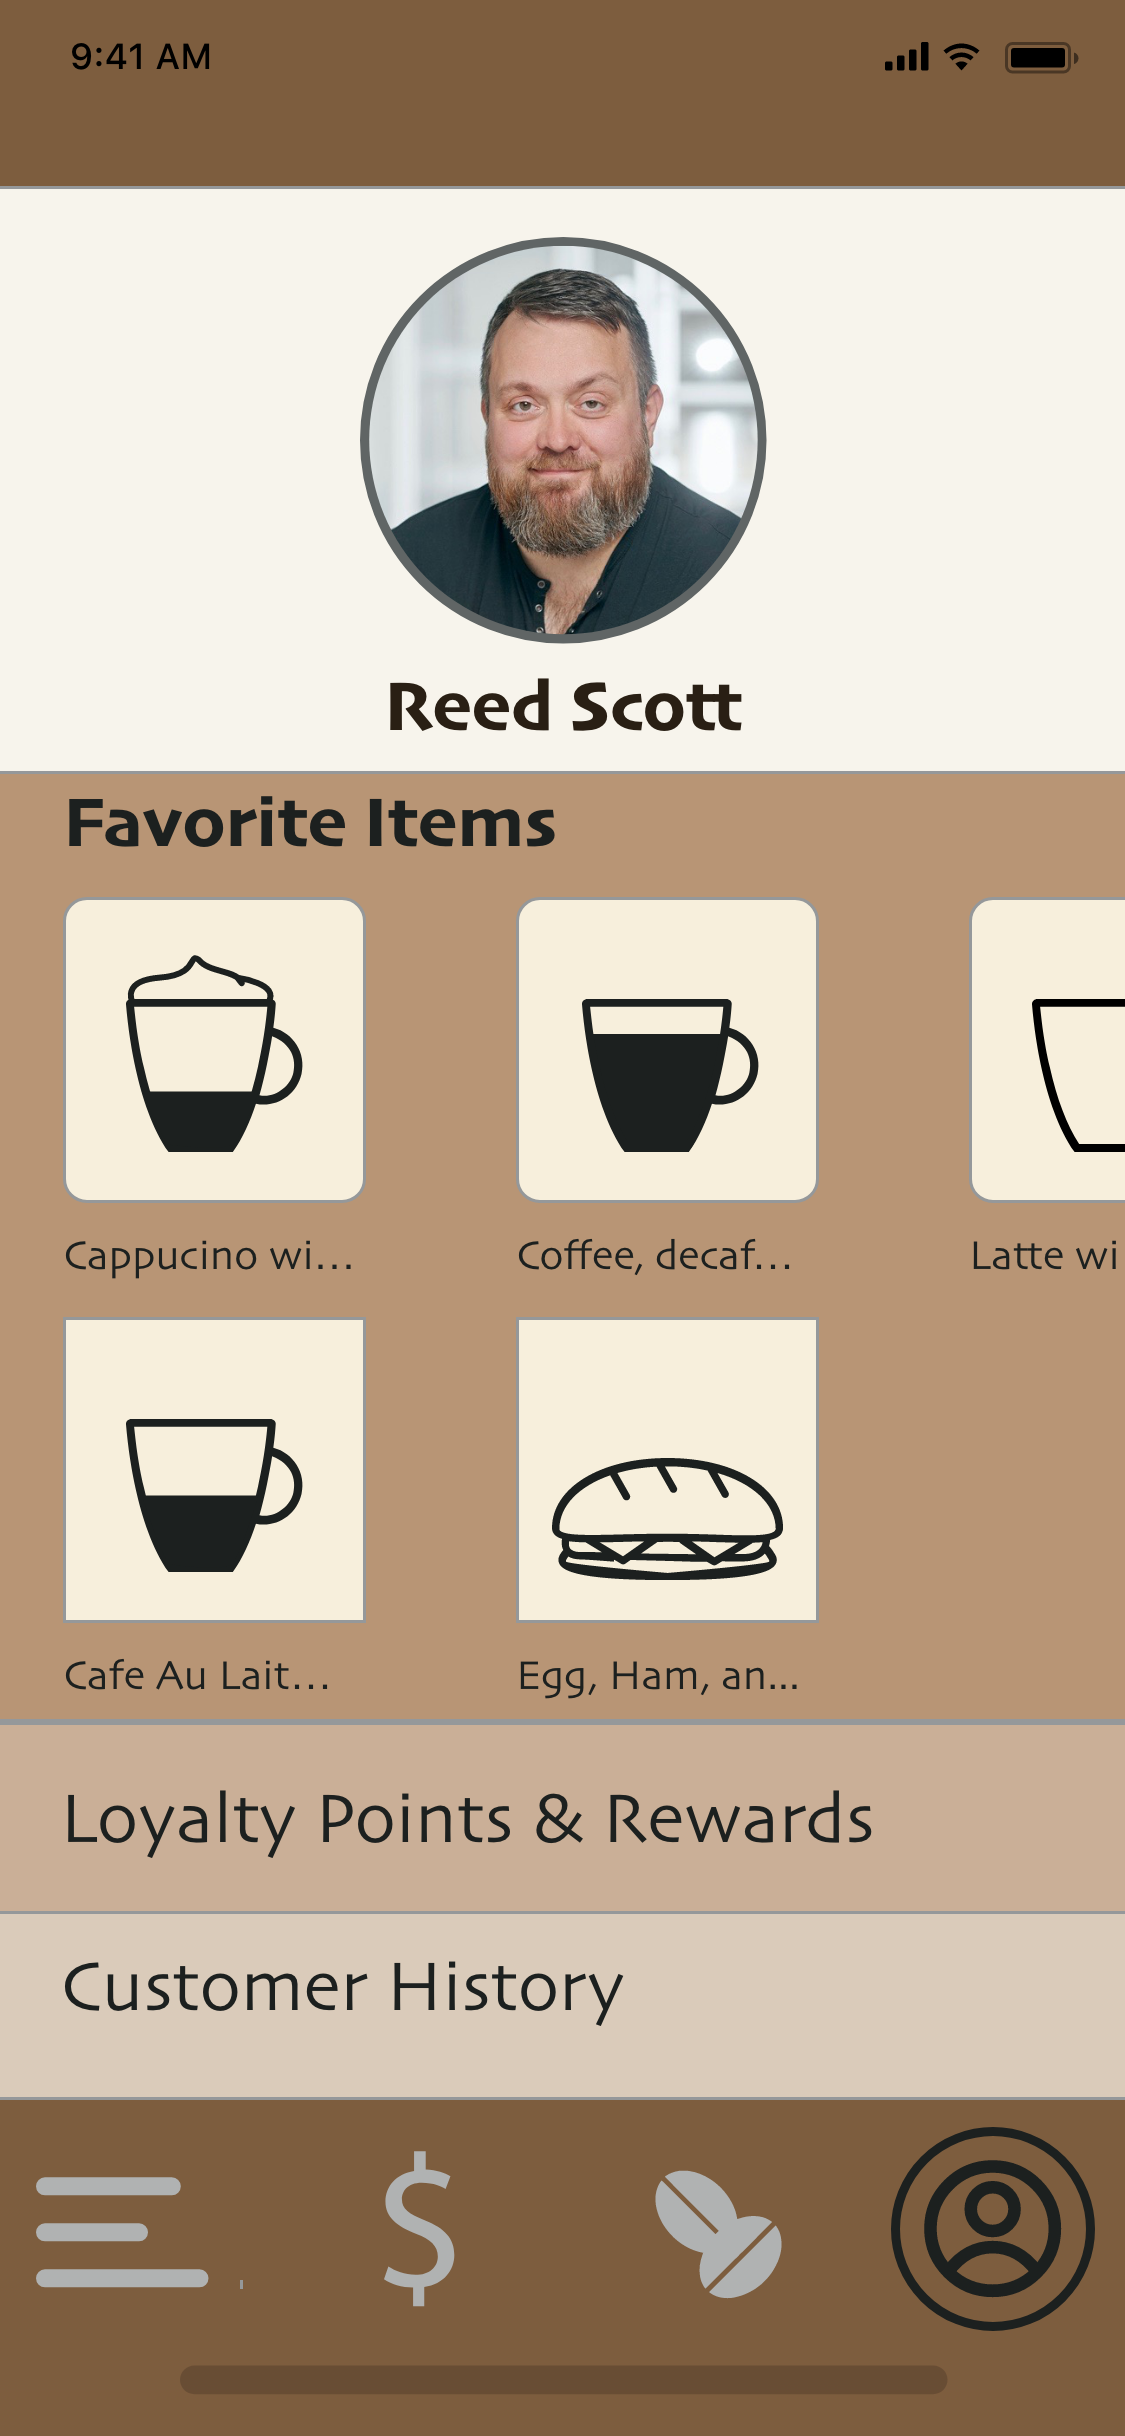 9:41 AM
Reed Scott
Favorite Items
Cappucino wi...
Coffee, decaf...
Latte wi
Cafe Au Lait...
Egg, Ham, an...
Loyalty Points & Rewards
Customer History
$